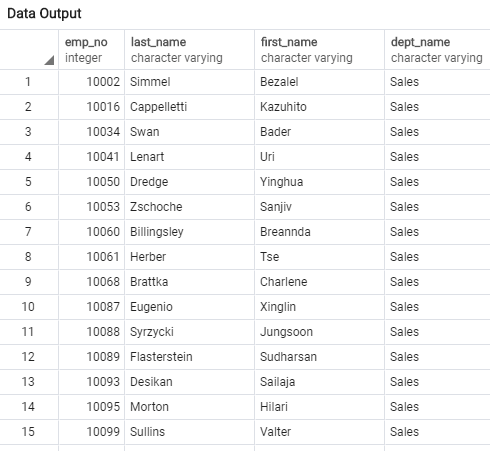 Data Output
emp_no last_name first_name dept_name
integer character varying character varying character varying
1 10002 Simmel Bezalel Sales
2 10016 Cappelletti Kazuhito Sales
3 10034 Swan Bader Sales
4 10041 Lenart Uri Sales
5 10050 Dredge Yinghua Sales
6 10053 Zschoche Sanjiv Sales
7 10060 Billingsley Breannda Sales
8 10061 Herber Tse Sales
9 10068 Brattka Charlene Sales
10 10087 Eugenio Xinglin Sales
11 10088 Syrzycki Jungsoon Sales
12 10089 Flasterstein Sudharsan Sales
13 10093 Desikan Sailaja Sales
14 10095 Morton Hilari Sales
15 10099 Sullins Valter Sales